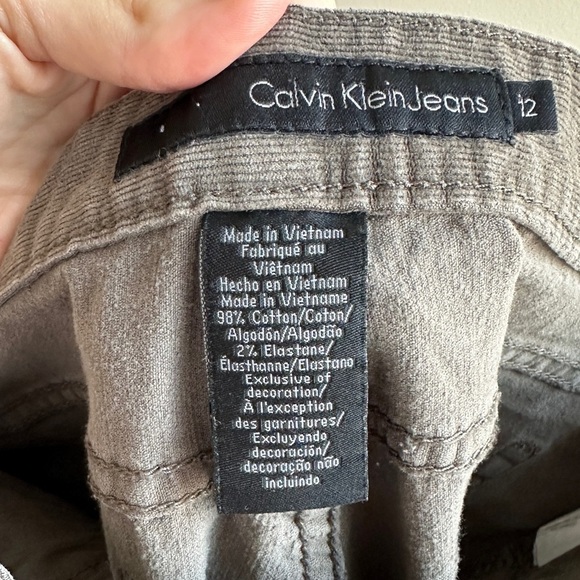 Calvin Klein Jeans 12
Made in Vietnam
Fabriqué au
Viêtnam
Hecho en Vietnam
Made in Vietname
98% Cotton/Coton/
Algodón/Algodão
2% Elastane/
Élasthanne/Elastano
Exclusive of
decoration/
À l'exception
des garnitures/
Excluyendo
decoración/
decoração não
incluindo